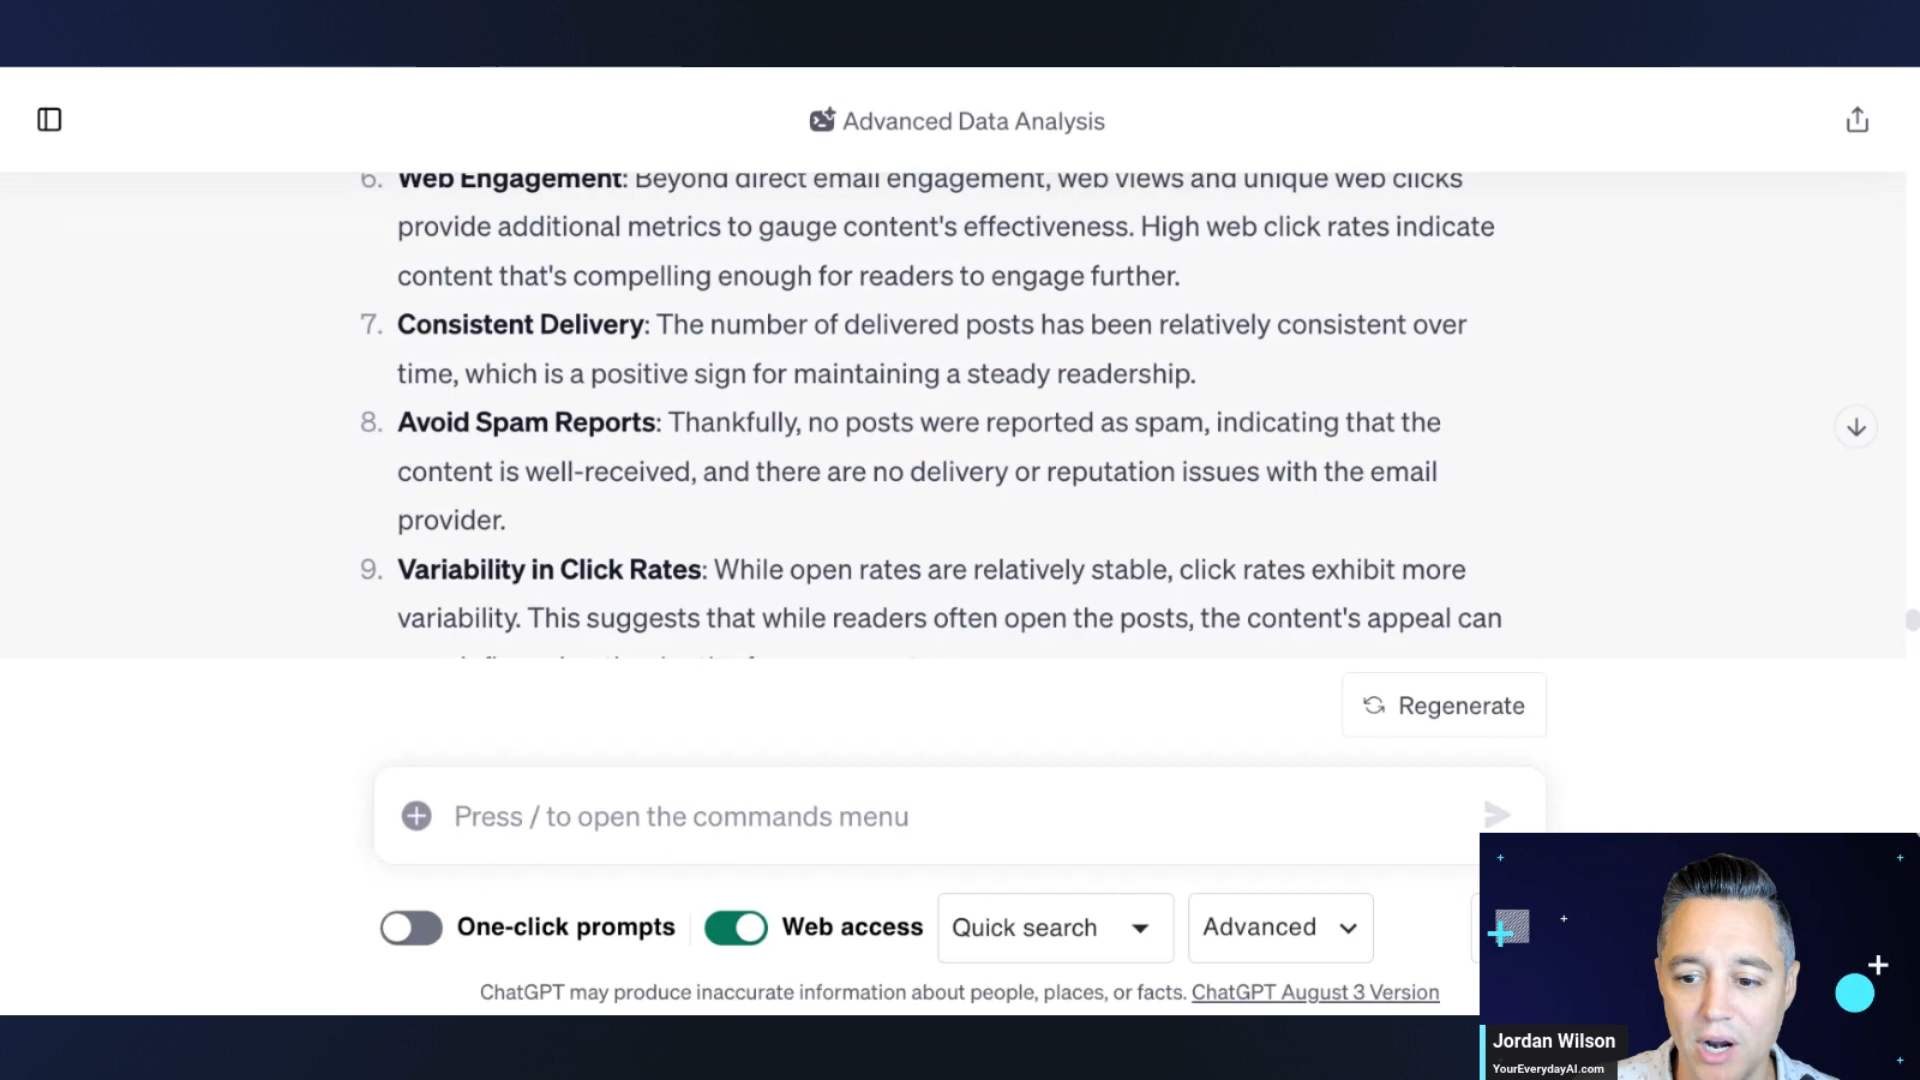 Advanced Data Analysis
6. Web Engagement: Beyond direct email engagement, web views and unique web clicks
provide additional metrics to gauge content's effectiveness. High web click rates indicate
content that's compelling enough for readers to engage further.
7. Consistent Delivery: The number of delivered posts has been relatively consistent over
time, which is a positive sign for maintaining a steady readership.
8. Avoid Spam Reports: Thankfully, no posts were reported as spam, indicating that the
content is well-received, and there are no delivery or reputation issues with the email
provider.
9. Variability in Click Rates: While open rates are relatively stable, click rates exhibit more
variability. This suggests that while readers often open the posts, the content's appeal can
Regenerate
Press / to open the commands menu
One-click prompts Web access Quick search Advanced
ChatGPT may produce inaccurate information about people, places, or facts. ChatGPT August 3 Version
Jordan Wilson
YourEverydayAI.com